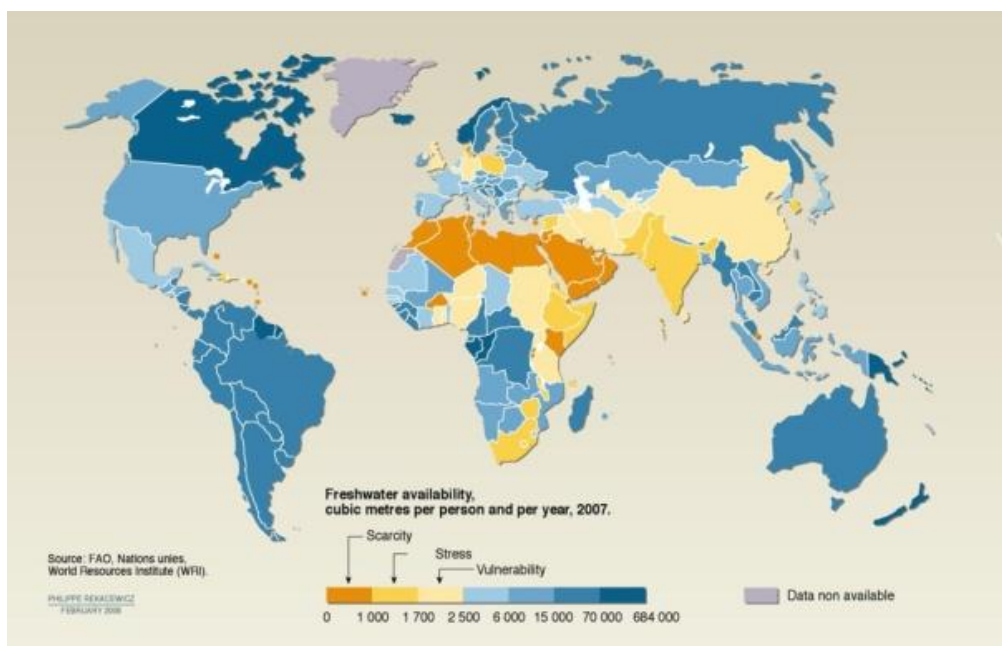 Freshwater availability,
cubic metres per person and per year, 2007.
Scarcity
Stress
Vulnerability
0 1 000 1 700 2 500 6 000 15 000 70 000 684 000
Data non available
Source: FAO, Nations unies,
World Resources Institute (WRI).
PHILIPPE REKACEWICZ
FEBRUARY 2008